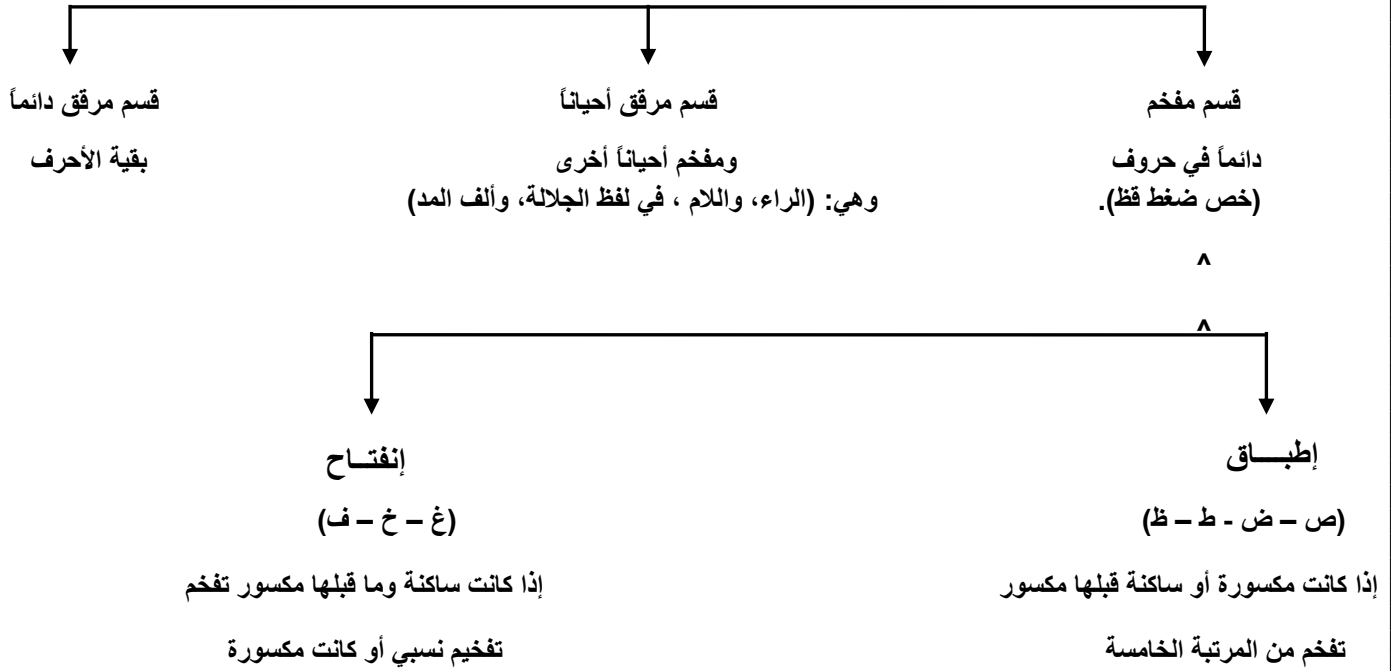 قسم مفخم
دائماً في حروف
(خص ضغط قظ).
قسم مرقق أحياناً
ومفخم أحياناً أخرى
وهي: (الراء، واللام ، في لفظ الجلالة، وألف المد)
قسم مرقق دائماً
بقية الأحرف
^
^
إطبـــــاق
(ص – ض - ط – ظ)
إذا كانت مكسورة أو ساكنة قبلها مكسور
تفخم من المرتبة الخامسة
إنفتـــاح
(غ – خ – ف)
إذا كانت ساكنة وما قبلها مكسور تفخم
تفخيم نسبي أو كانت مكسورة